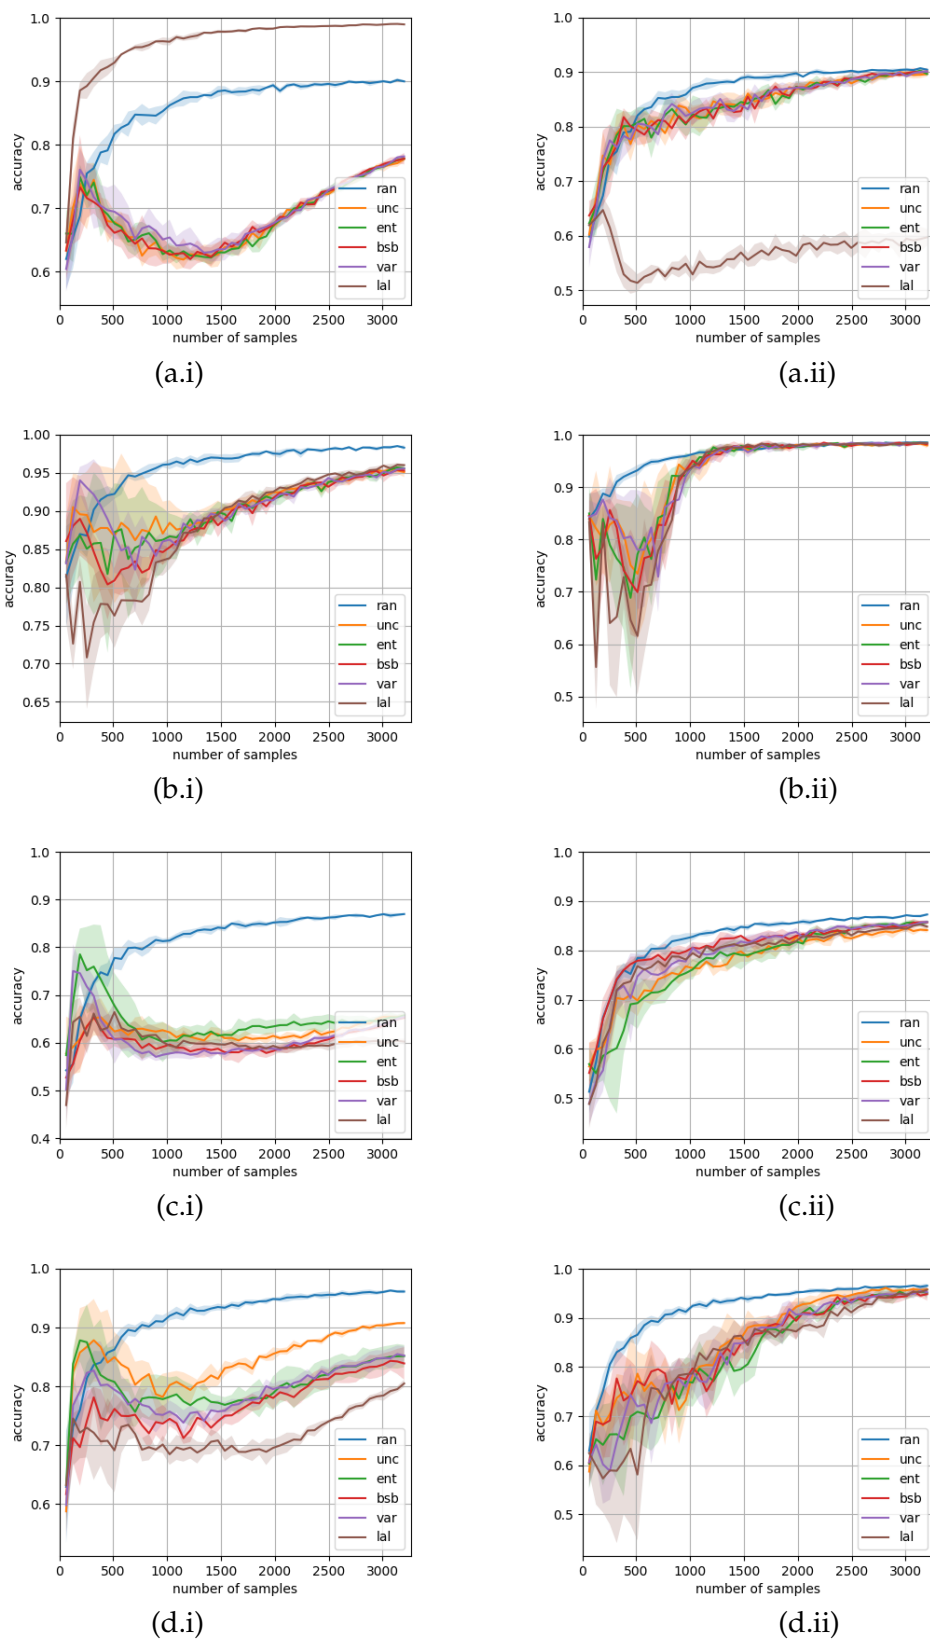 1.0
0.9
0.8
0.7
0.6
accuracy
ran
unc
ent
bsb
var
lal
0 500 1000 1500 2000 2500 3000
number of samples
(a.i)
1.0
0.9
0.8
0.7
0.6
0.5
accuracy
ran
unc
ent
bsb
var
lal
0 500 1000 1500 2000 2500 3000
number of samples
(a.ii)
1.00
0.95
0.90
0.85
0.80
0.75
0.70
0.65
accuracy
ran
unc
ent
bsb
var
lal
0 500 1000 1500 2000 2500 3000
number of samples
(b.i)
1.0
0.9
0.8
0.7
0.6
0.5
accuracy
ran
unc
ent
bsb
var
lal
0 500 1000 1500 2000 2500 3000
number of samples
(b.ii)
1.0
0.9
0.8
0.7
0.6
0.5
0.4
accuracy
ran
unc
ent
bsb
var
lal
0 500 1000 1500 2000 2500 3000
number of samples
(c.i)
1.0
0.9
0.8
0.7
0.6
0.5
accuracy
ran
unc
ent
bsb
var
lal
0 500 1000 1500 2000 2500 3000
number of samples
(c.ii)
1.0
0.9
0.8
0.7
0.6
accuracy
ran
unc
ent
bsb
var
lal
0 500 1000 1500 2000 2500 3000
number of samples
(d.i)
1.0
0.9
0.8
0.7
0.6
0.5
accuracy
ran
unc
ent
bsb
var
lal
0 500 1000 1500 2000 2500 3000
number of samples
(d.ii)